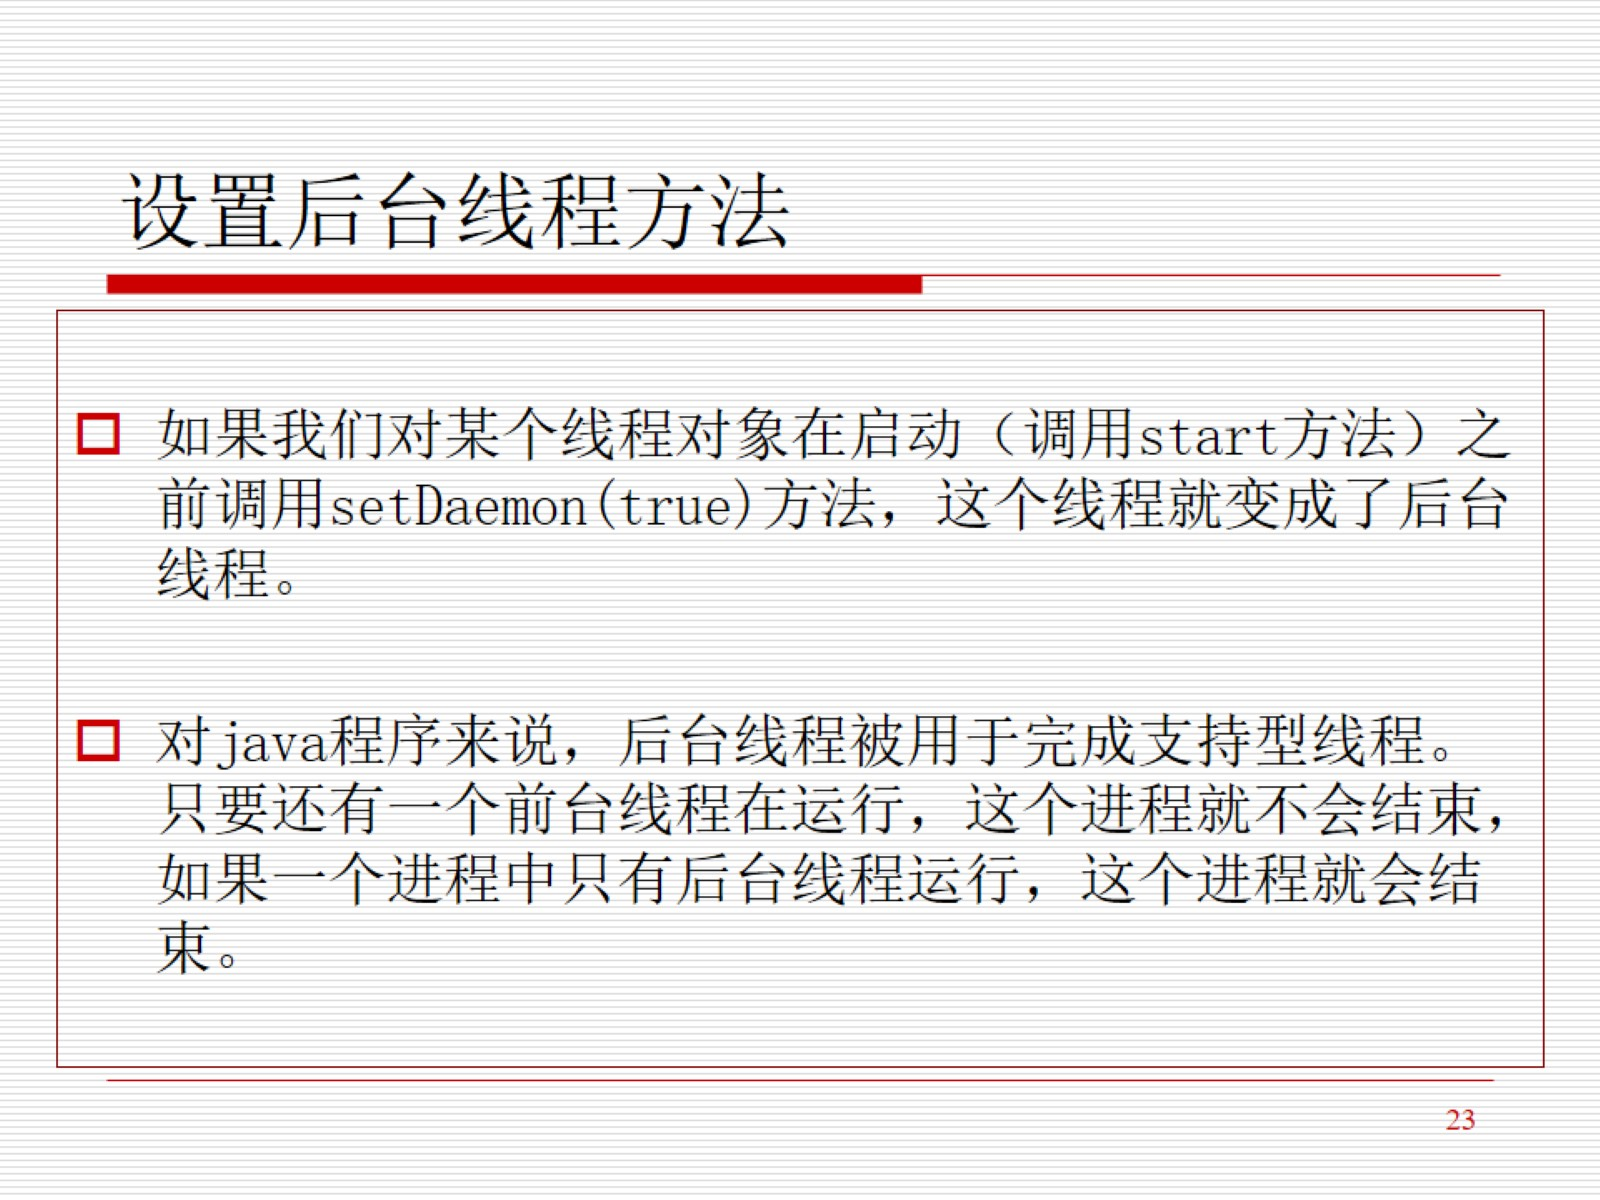 设置后台线程方法
如果我们对某个线程对象在启动（调用start方法）之
前调用setDaemon(true)方法，这个线程就变成了后台
线程。
对java程序来说，后台线程被用于完成支持型线程。
只要还有一个前台线程在运行，这个进程就不会结束，
如果一个进程中只有后台线程运行，这个进程就会结
束。
23